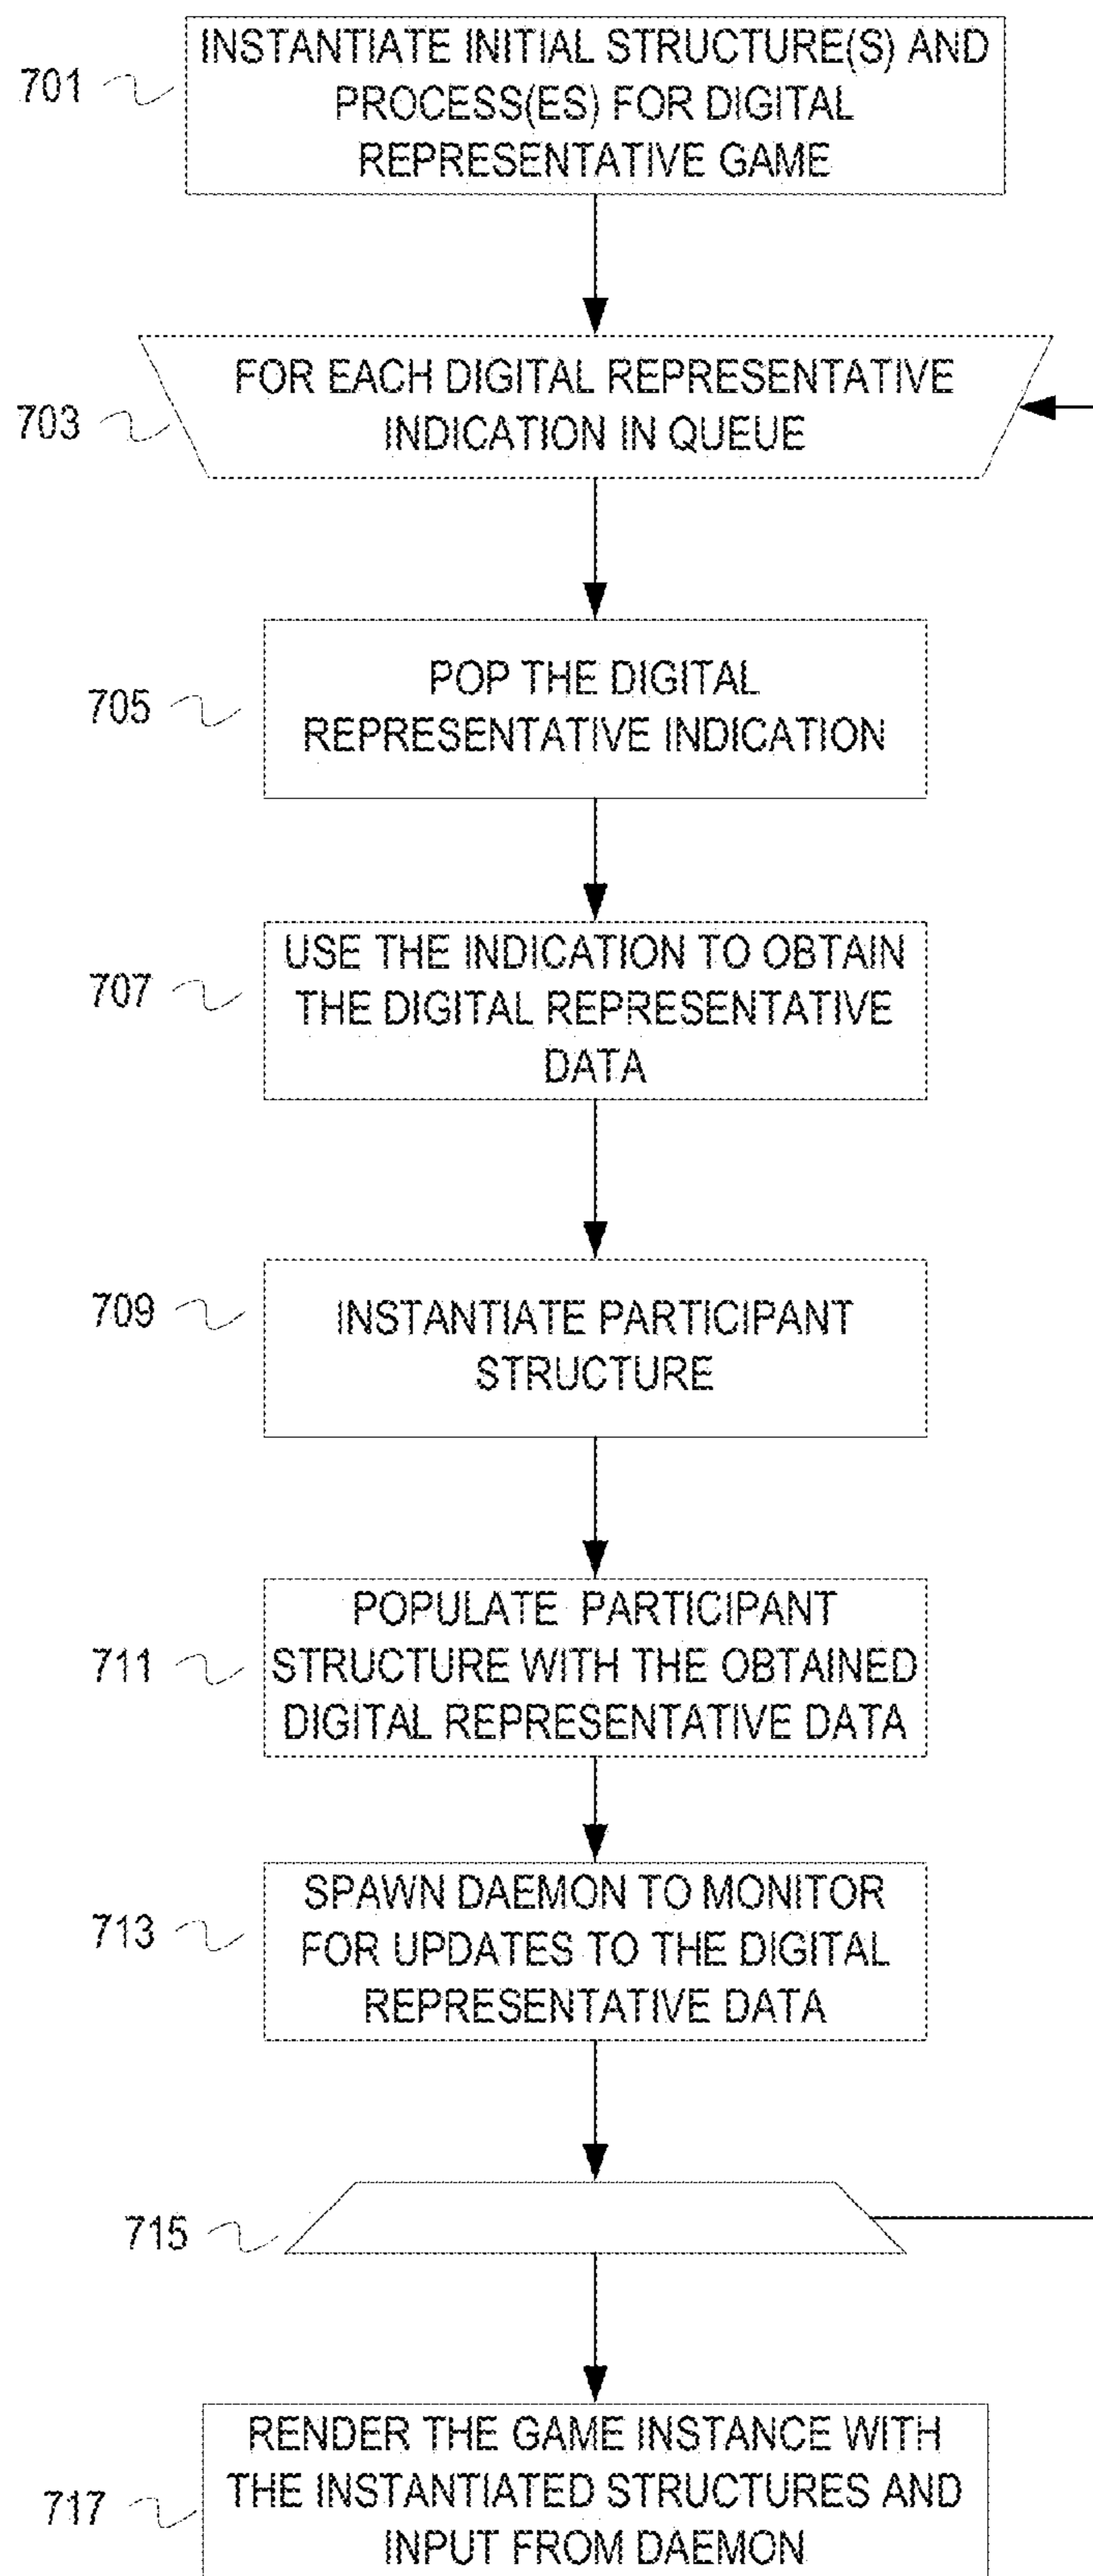 701
INSTANTIATE INITIAL STRUCTURE(S) AND
PROCESS(ES) FOR DIGITAL
REPRESENTATIVE GAME
703
FOR EACH DIGITAL REPRESENTATIVE
INDICATION IN QUEUE
705
POP THE DIGITAL
REPRESENTATIVE INDICATION
707
USE THE INDICATION TO OBTAIN
THE DIGITAL REPRESENTATIVE
DATA
709
INSTANTIATE PARTICIPANT
STRUCTURE
711
POPULATE PARTICIPANT
STRUCTURE WITH THE OBTAINED
DIGITAL REPRESENTATIVE DATA
713
SPAWN DAEMON TO MONITOR
FOR UPDATES TO THE DIGITAL
REPRESENTATIVE DATA
715
717
RENDER THE GAME INSTANCE WITH
THE INSTANTIATED STRUCTURES AND
INPUT FROM DAEMON